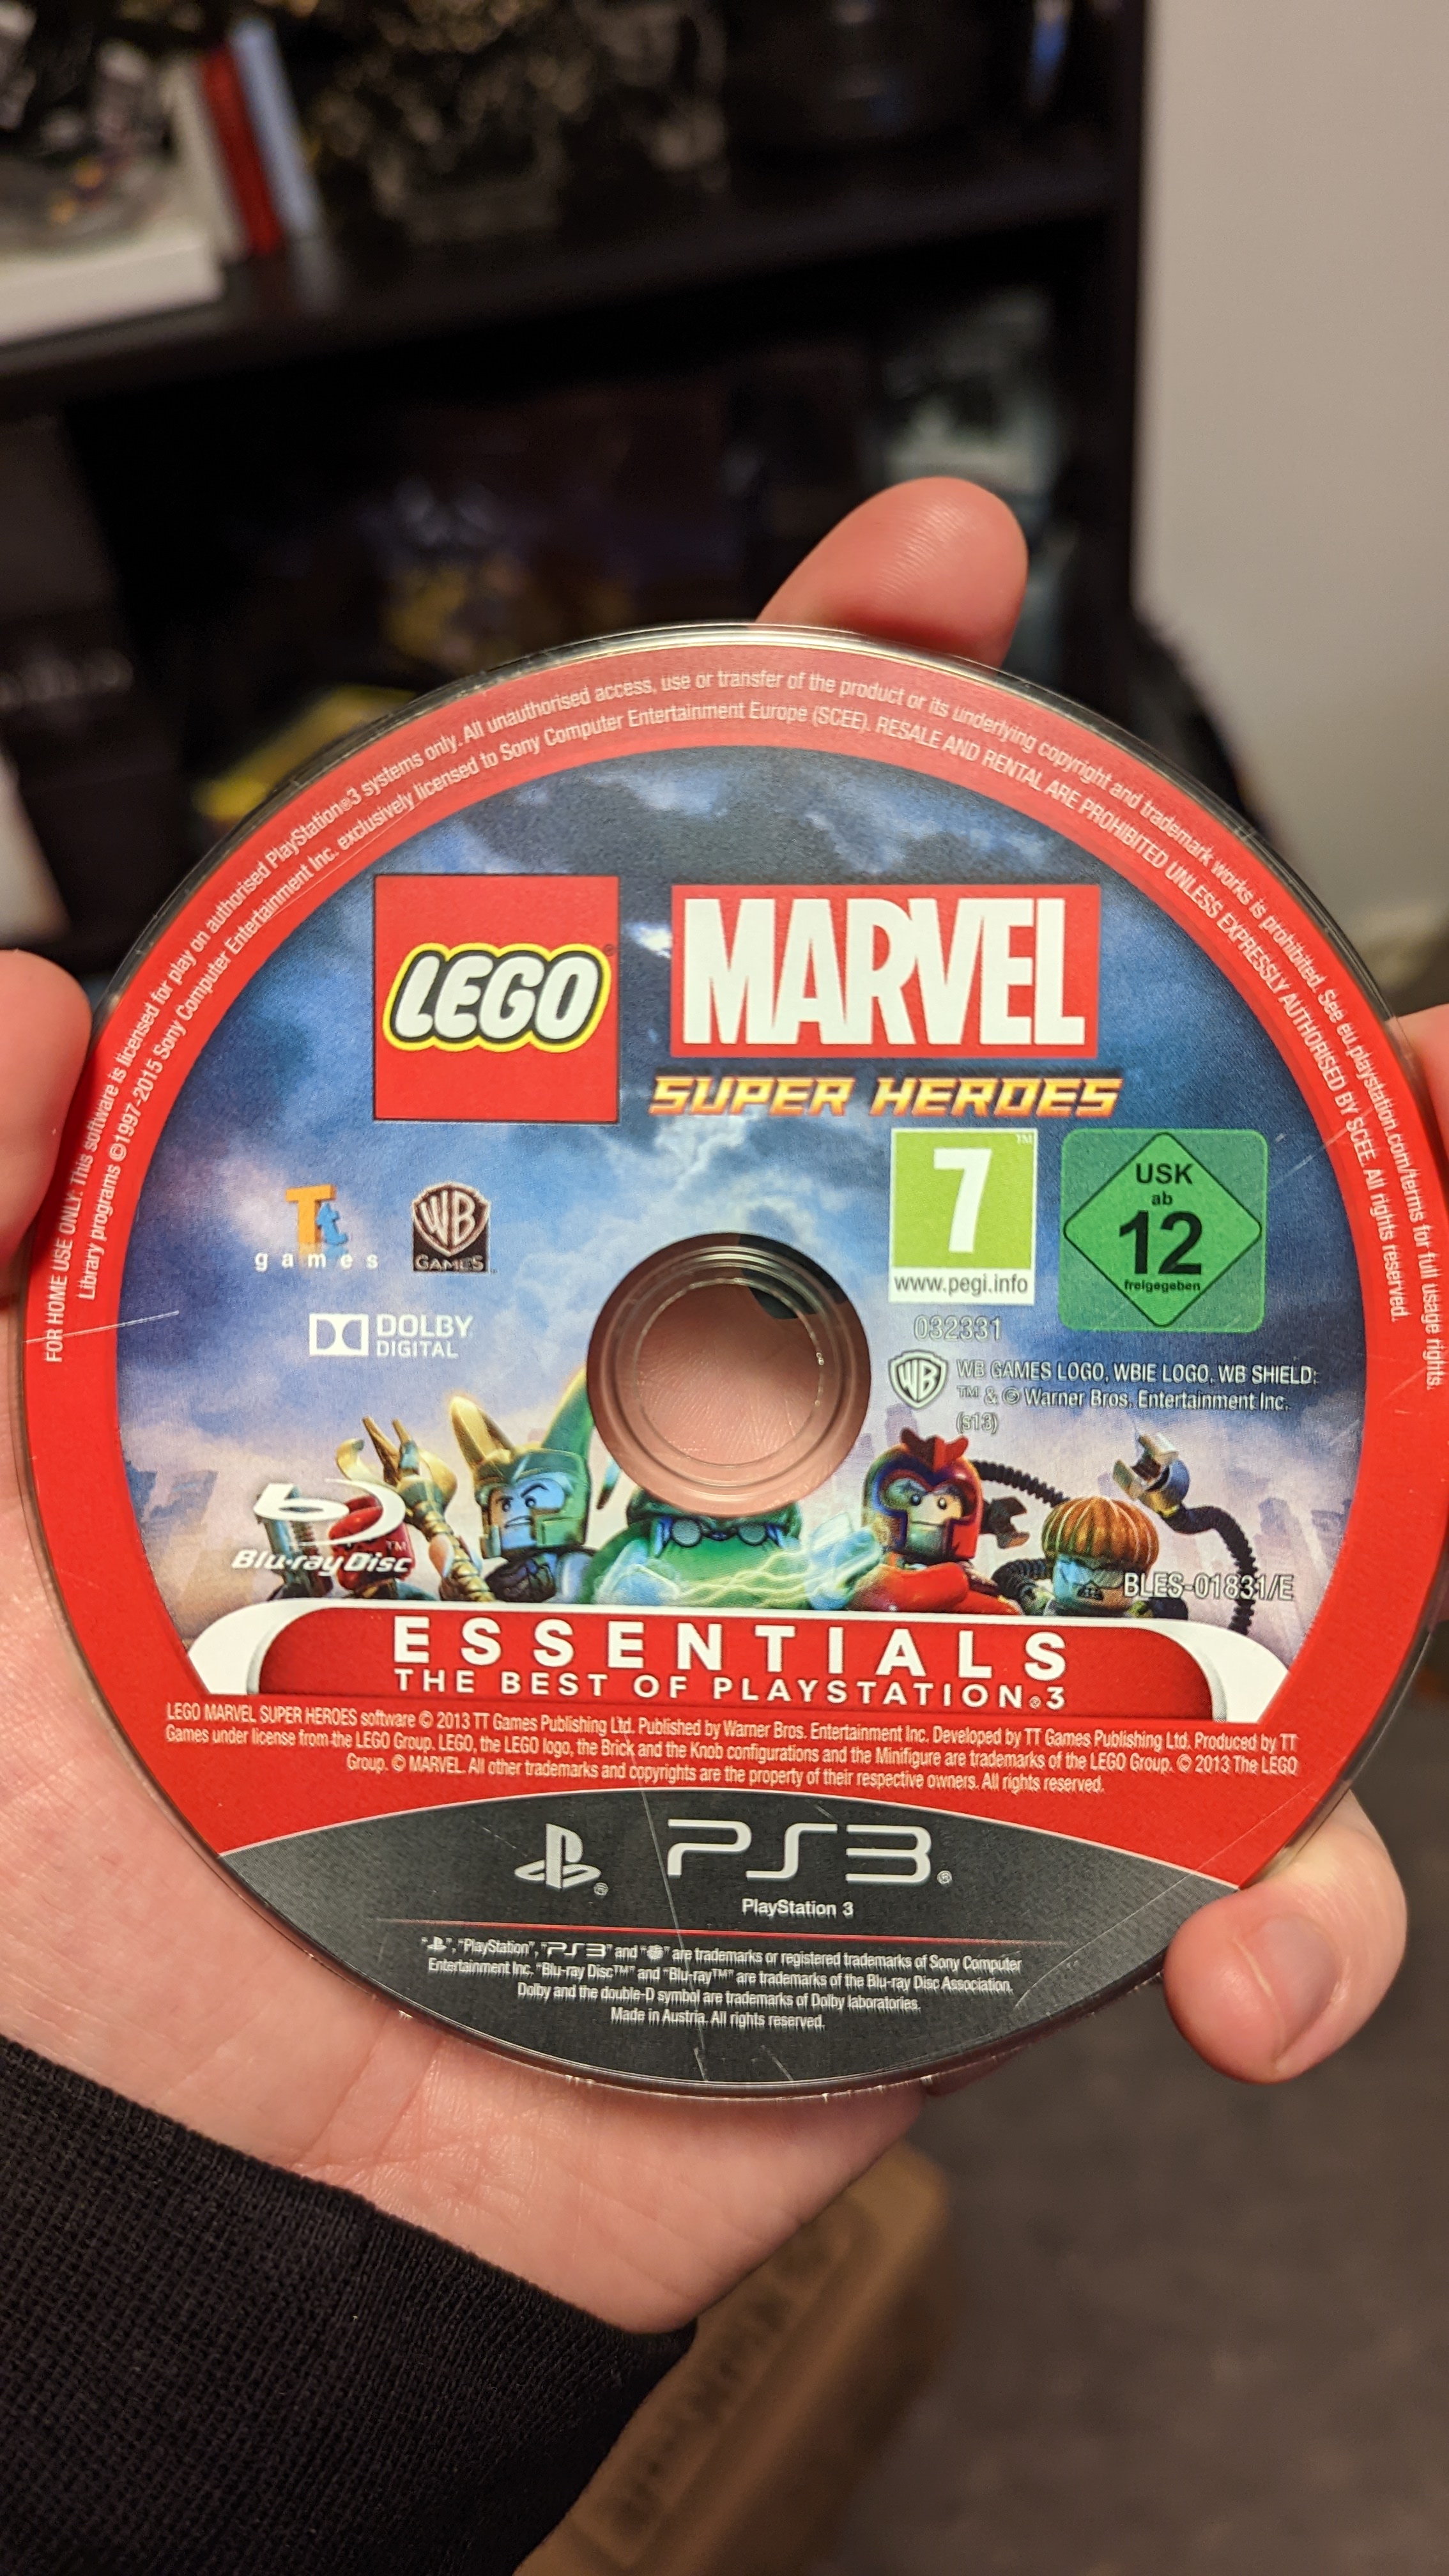 FOR HOME USE ONLY: This software is licensed for play on authorised PlayStation®3 systems only. All unauthorised access, use or transfer of the product or its underlying copyright and trademark works is prohibited. See eu.playstation.com/terms for full usage rights.
Library programs ©1997-2015 Sony Computer Entertainment Inc. exclusively licensed to Sony Computer Entertainment Europe (SCEE). RESALE AND RENTAL ARE PROHIBITED UNLESS EXPRESSLY AUTHORISED BY SCEE. All rights reserved.
LEGO®
MARVEL
SUPER HEROES
Tt
games
WB
GAMES
7™
www.pegi.info
USK
ab
12
freigegeben
DOLBY
DIGITAL
032331
WB
WB GAMES LOGO, WBIE LOGO, WB SHIELD:
™ & © Warner Bros. Entertainment Inc.
(s13)
Blu-ray Disc™
BLES-01831/E
ESSENTIALS
THE BEST OF PLAYSTATION®3
LEGO MARVEL SUPER HEROES software © 2013 TT Games Publishing Ltd. Published by Warner Bros. Entertainment Inc. Developed by TT Games Publishing Ltd. Produced by TT
Games under license from the LEGO Group. LEGO, the LEGO logo, the Brick and the Knob configurations and the Minifigure are trademarks of the LEGO Group. © 2013 The LEGO
Group. © MARVEL. All other trademarks and copyrights are the property of their respective owners. All rights reserved.
PS3®
PlayStation 3
"", "PlayStation", "PS3" and "" are trademarks or registered trademarks of Sony Computer
Entertainment Inc. "Blu-ray Disc™" and "Blu-ray™" are trademarks of the Blu-ray Disc Association.
Dolby and the double-D symbol are trademarks of Dolby laboratories.
Made in Austria. All rights reserved.